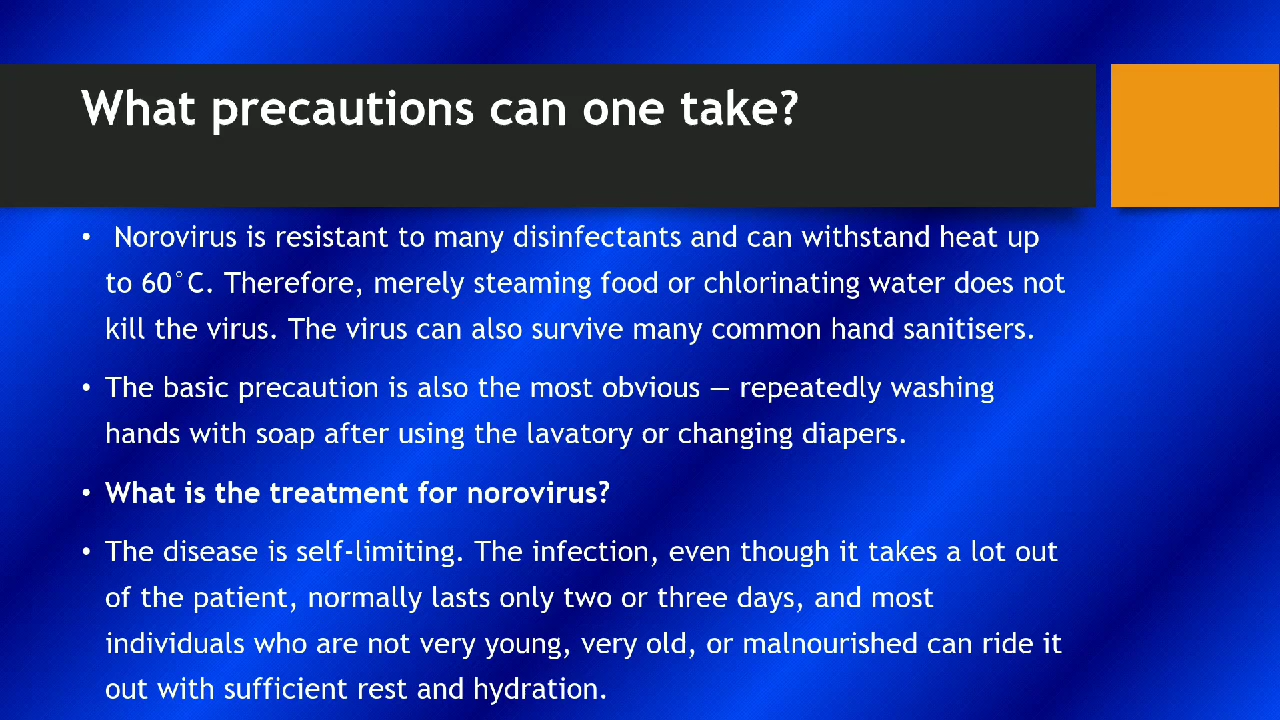 What precautions can one take?
• Norovirus is resistant to many disinfectants and can withstand heat up
to 60°C. Therefore, merely steaming food or chlorinating water does not
kill the virus. The virus can also survive many common hand sanitisers.
• The basic precaution is also the most obvious — repeatedly washing
hands with soap after using the lavatory or changing diapers.
• What is the treatment for norovirus?
• The disease is self-limiting. The infection, even though it takes a lot out
of the patient, normally lasts only two or three days, and most
individuals who are not very young, very old, or malnourished can ride it
out with sufficient rest and hydration.